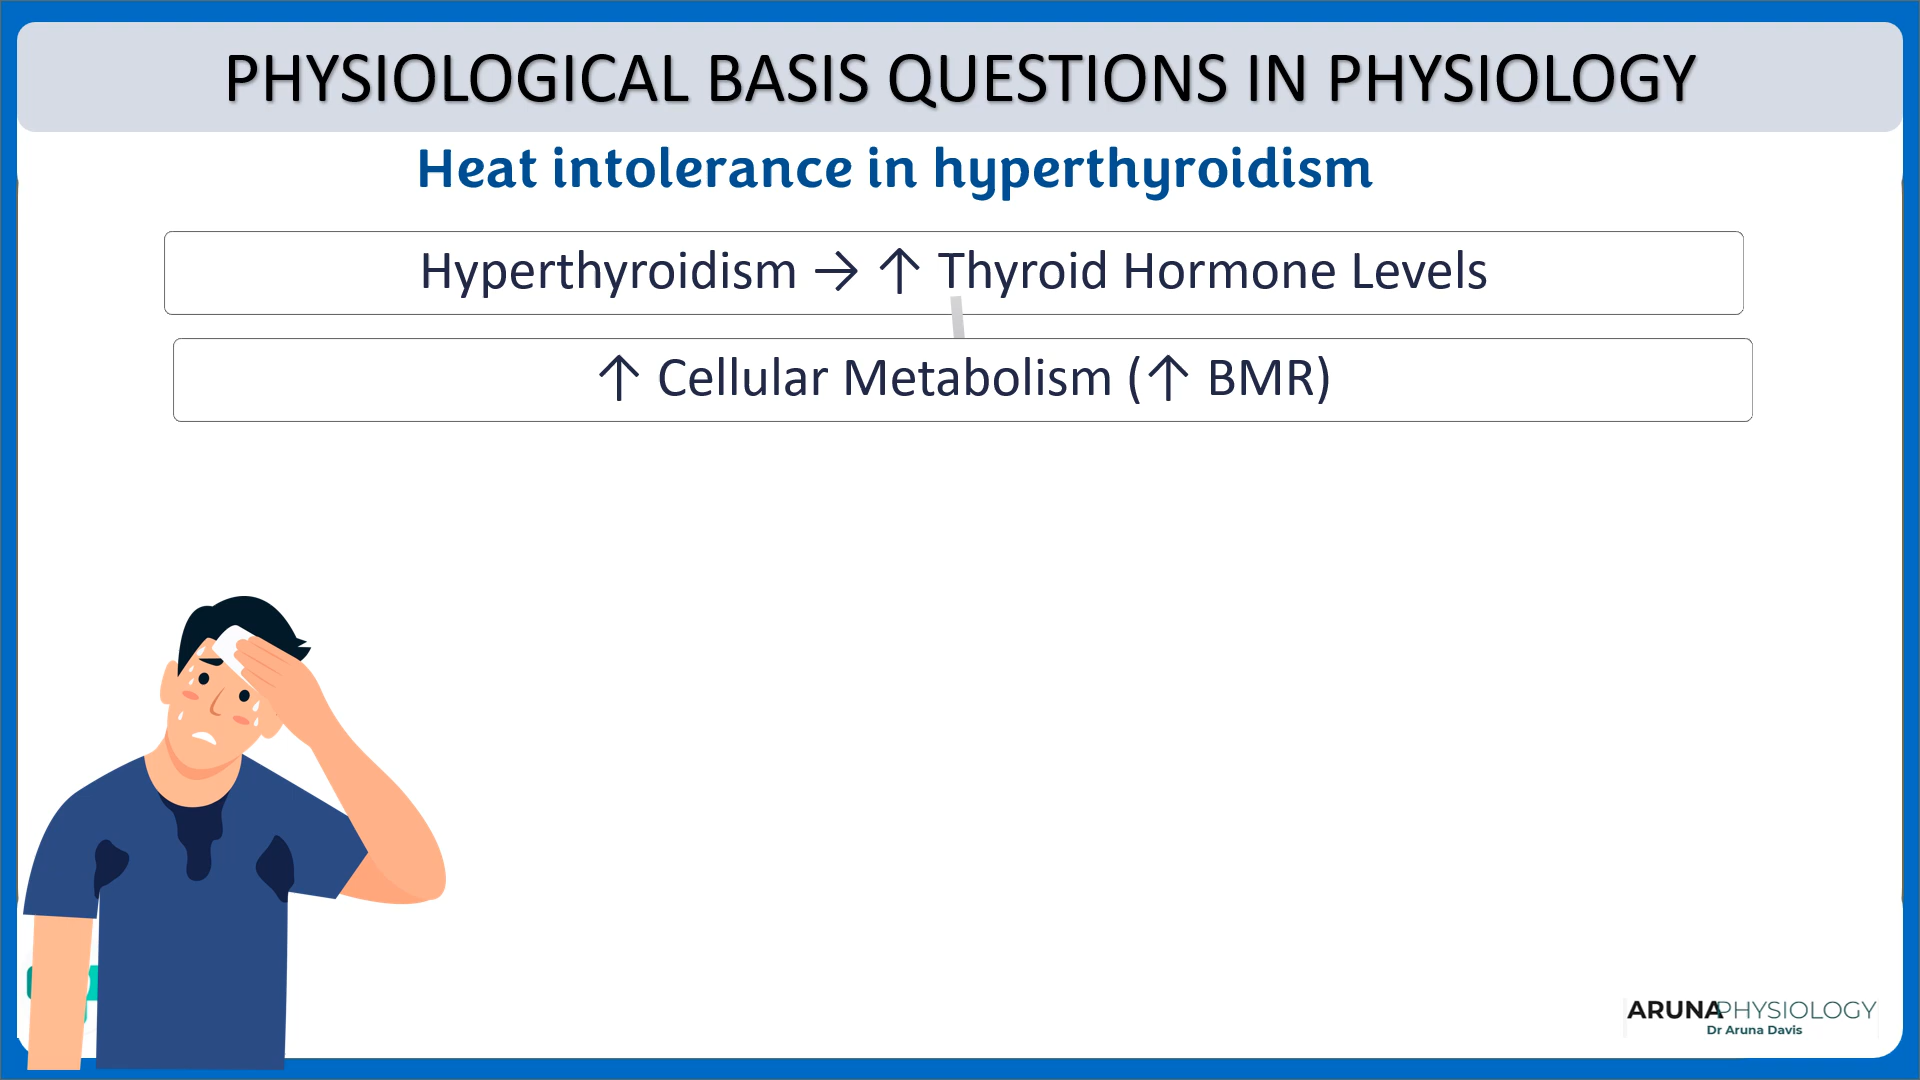 PHYSIOLOGICAL BASIS QUESTIONS IN PHYSIOLOGY
Heat intolerance in hyperthyroidism
Hyperthyroidism → ↑ Thyroid Hormone Levels
↑ Cellular Metabolism (↑ BMR)
ARUNAPHYSIOLOGY
Dr Aruna Davis